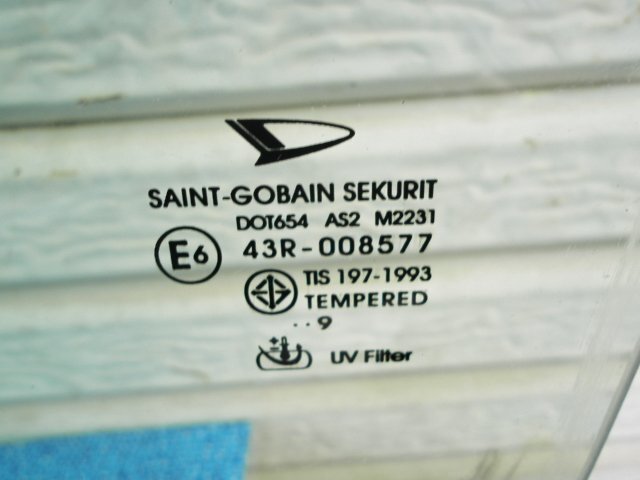 SAINT-GOBAIN SEKURIT
DOT654 AS2 M2231
E6 43R-008577
TIS 197-1993
TEMPERED
··9
UV Filter